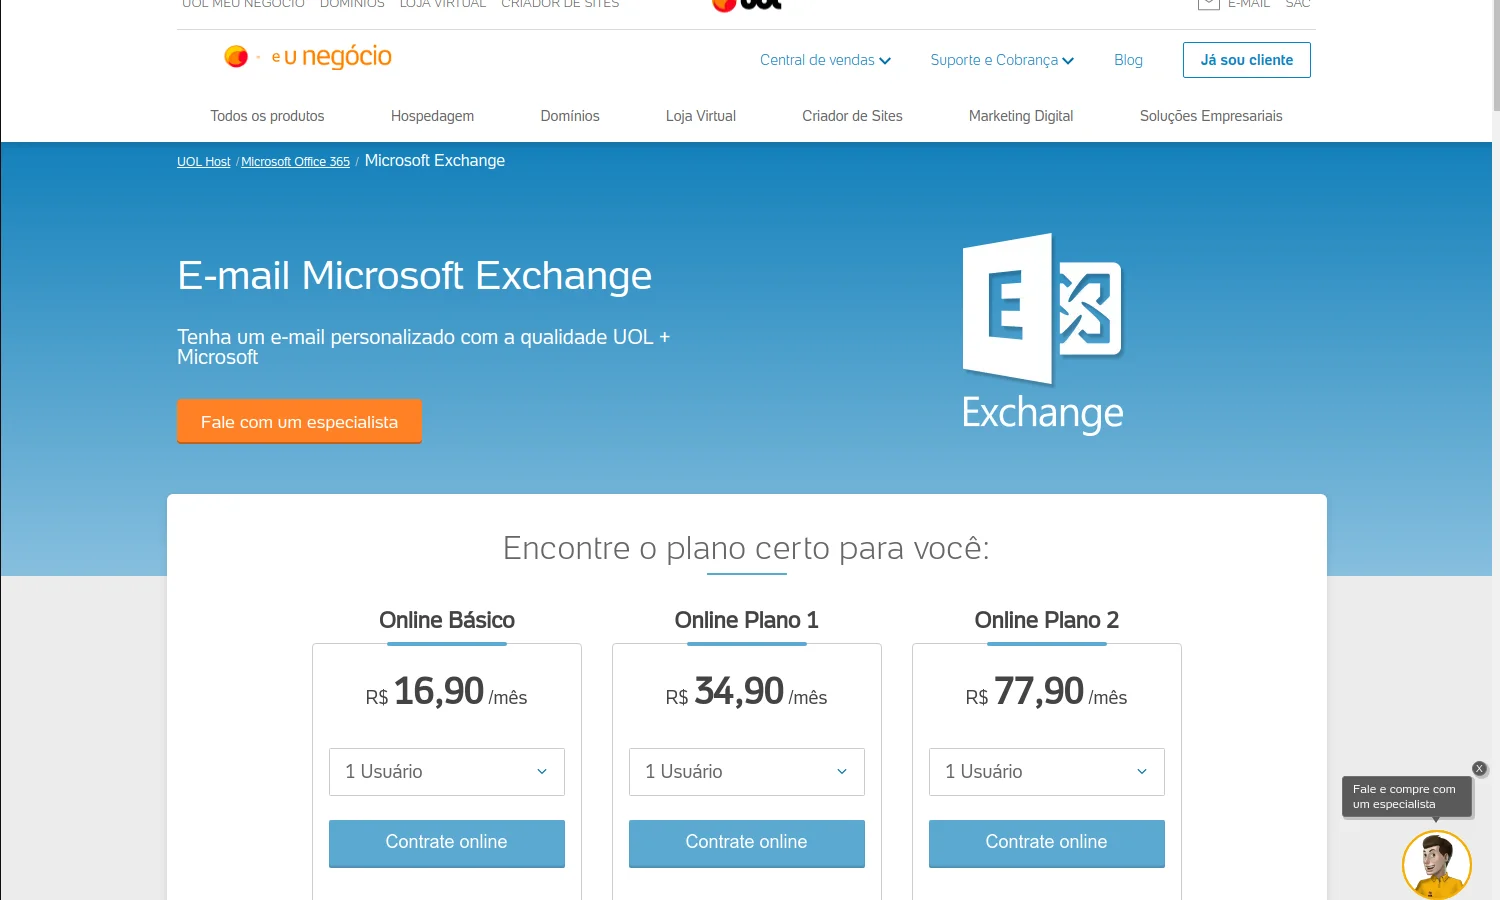 UOL MEU NEGÓCIO DOMÍNIOS LOJA VIRTUAL CRIADOR DE SITES
UOL
E-MAIL SAC
e U negócio
Central de vendas
Suporte e Cobrança
Blog
Já sou cliente
Todos os produtos
Hospedagem
Domínios
Loja Virtual
Criador de Sites
Marketing Digital
Soluções Empresariais
UOL Host / Microsoft Office 365 / Microsoft Exchange
E-mail Microsoft Exchange
Tenha um e-mail personalizado com a qualidade UOL +
Microsoft
Fale com um especialista
E
Exchange
Encontre o plano certo para você:
Online Básico
R$ 16,90 /mês
1 Usuário
Contrate online
Online Plano 1
R$ 34,90 /mês
1 Usuário
Contrate online
Online Plano 2
R$ 77,90 /mês
1 Usuário
Contrate online
X
Fale e compre com
um especialista